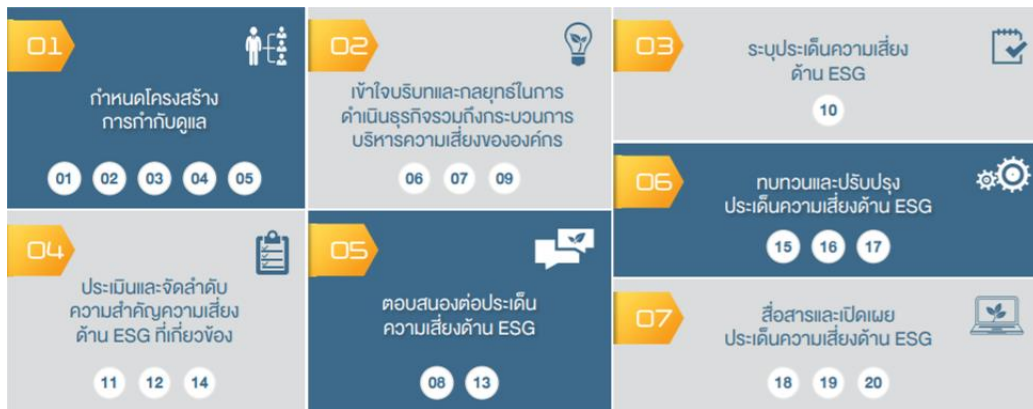 01
กำหนดโครงสร้าง
การกำกับดูแล
01 02 03 04 05
02
เข้าใจบริบทและกลยุทธ์ในการ
ดำเนินธุรกิจรวมถึงกระบวนการ
บริหารความเสี่ยงขององค์กร
06 07 09
03
ระบุประเด็นความเสี่ยง
ด้าน ESG
10
04
ประเมินและจัดลำดับ
ความสำคัญความเสี่ยง
ด้าน ESG ที่เกี่ยวข้อง
11 12 14
05
ตอบสนองต่อประเด็น
ความเสี่ยงด้าน ESG
08 13
06
ทบทวนและปรับปรุง
ประเด็นความเสี่ยงด้าน ESG
15 16 17
07
สื่อสารและเปิดเผย
ประเด็นความเสี่ยงด้าน ESG
18 19 20